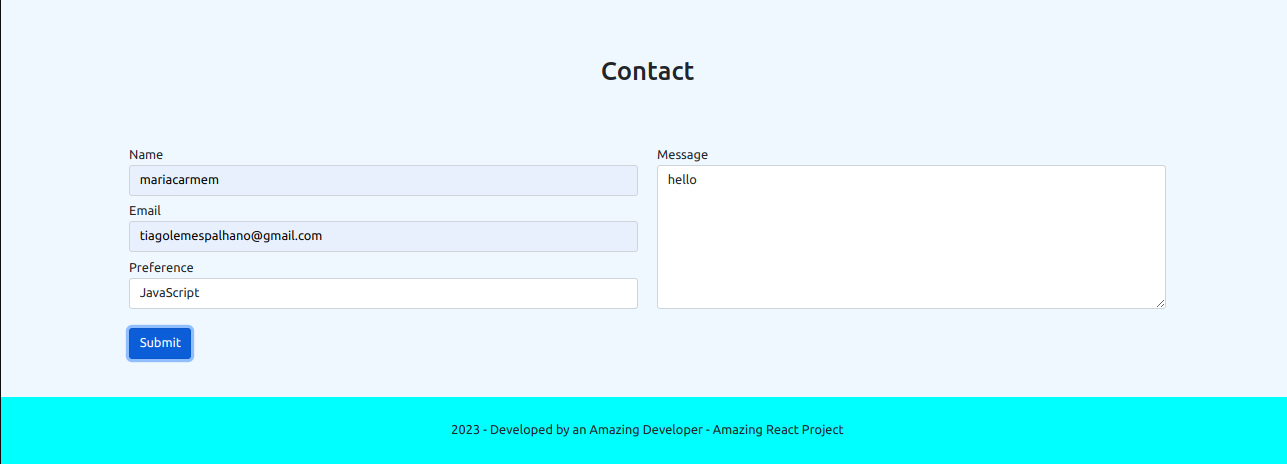 Contact
Name
mariacarmem
Email
tiagolemespalhano@gmail.com
Preference
JavaScript
Message
hello
Submit
2023 - Developed by an Amazing Developer - Amazing React Project